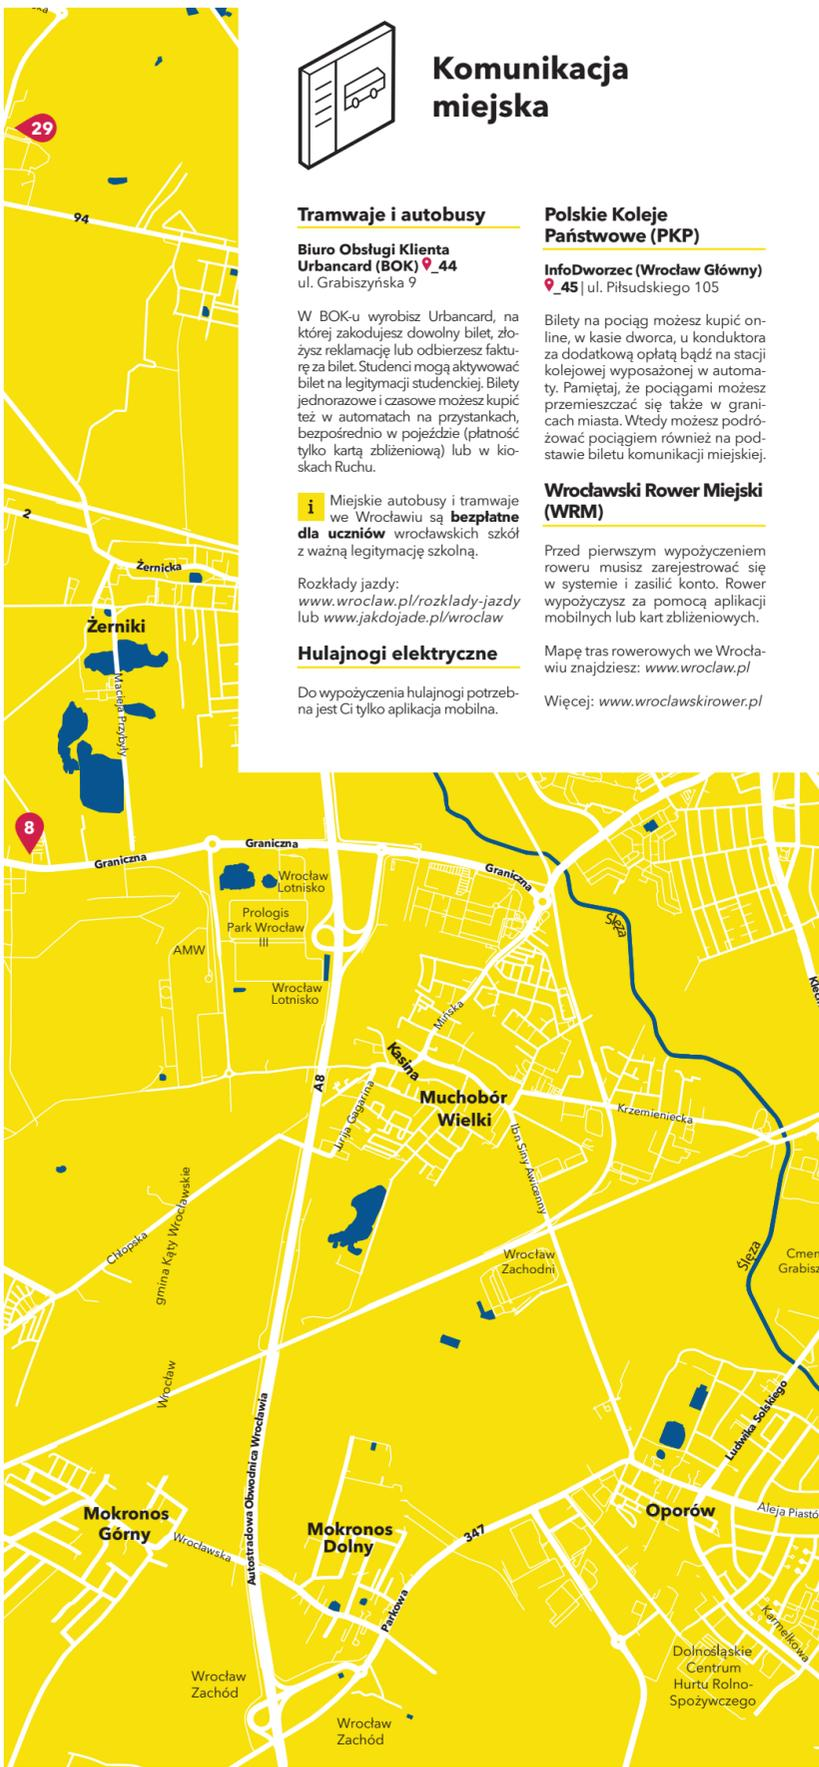 Komunikacja
miejska
Tramwaje i autobusy
Biuro Obsługi Klienta
Urbancard (BOK) _44
ul. Grabiszyńska 9
W BOK-u wyrobisz Urbancard, na
której zakodujesz dowolny bilet, zło-
żysz reklamację lub odbierzesz faktu-
rę za bilet. Studenci mogą aktywować
bilet na legitymacji studenckiej. Bilety
jednorazowe i czasowe możesz kupić
też w automatach na przystankach,
bezpośrednio w pojeździe (płatność
tylko kartą zbliżeniową) lub w kio-
skach Ruchu.
i Miejskie autobusy i tramwaje
we Wrocławiu są bezpłatne
dla uczniów wrocławskich szkół
z ważną legitymację szkolną.
Rozkłady jazdy:
www.wroclaw.pl/rozklady-jazdy
lub www.jakdojade.pl/wroclaw
Hulajnogi elektryczne
Do wypożyczenia hulajnogi potrzeb-
na jest Ci tylko aplikacja mobilna.
Polskie Koleje
Państwowe (PKP)
InfoDworzec (Wrocław Główny)
_45 | ul. Piłsudskiego 105
Bilety na pociąg możesz kupić on-
line, w kasie dworca, u konduktora
za dodatkową opłatą bądź na stacji
kolejowej wyposażonej w automa-
ty. Pamiętaj, że pociągami możesz
przemieszczać się także w grani-
cach miasta. Wtedy możesz podró-
żować pociągiem również na pod-
stawie biletu komunikacji miejskiej.
Wrocławski Rower Miejski
(WRM)
Przed pierwszym wypożyczeniem
roweru musisz zarejestrować się
w systemie i zasilić konto. Rower
wypożyczysz za pomocą aplikacji
mobilnych lub kart zbliżeniowych.
Mapę tras rowerowych we Wrocła-
wiu znajdziesz: www.wroclaw.pl
Więcej: www.wroclawskirower.pl
29
94
2
Żernicka
Żerniki
Macieja Przybyły
8
Graniczna
Graniczna
Graniczna
Wrocław
Lotnisko
Prologis
Park Wrocław
III
AMW
Wrocław
Lotnisko
Ślęza
Mińska
Kasina
A8
Muchobór
Wielki
Jurija Gagarina
Krzemieniecka
Ibn Siny Awicenny
Chłopska
gmina Kąty Wrocławskie
Wrocław
Wrocław
Zachodni
Ślęza
Cmen
Grabisz
Autostradowa Obwodnica Wrocławia
Ludwika Solskiego
Mokronos
Górny
Wrocławska
Mokronos
Dolny
347
Oporów
Aleja Piastó
Parkowa
Karmelkowa
Dolnośląskie
Centrum
Hurtu Rolno-
Spożywczego
Wrocław
Zachód
Wrocław
Zachód